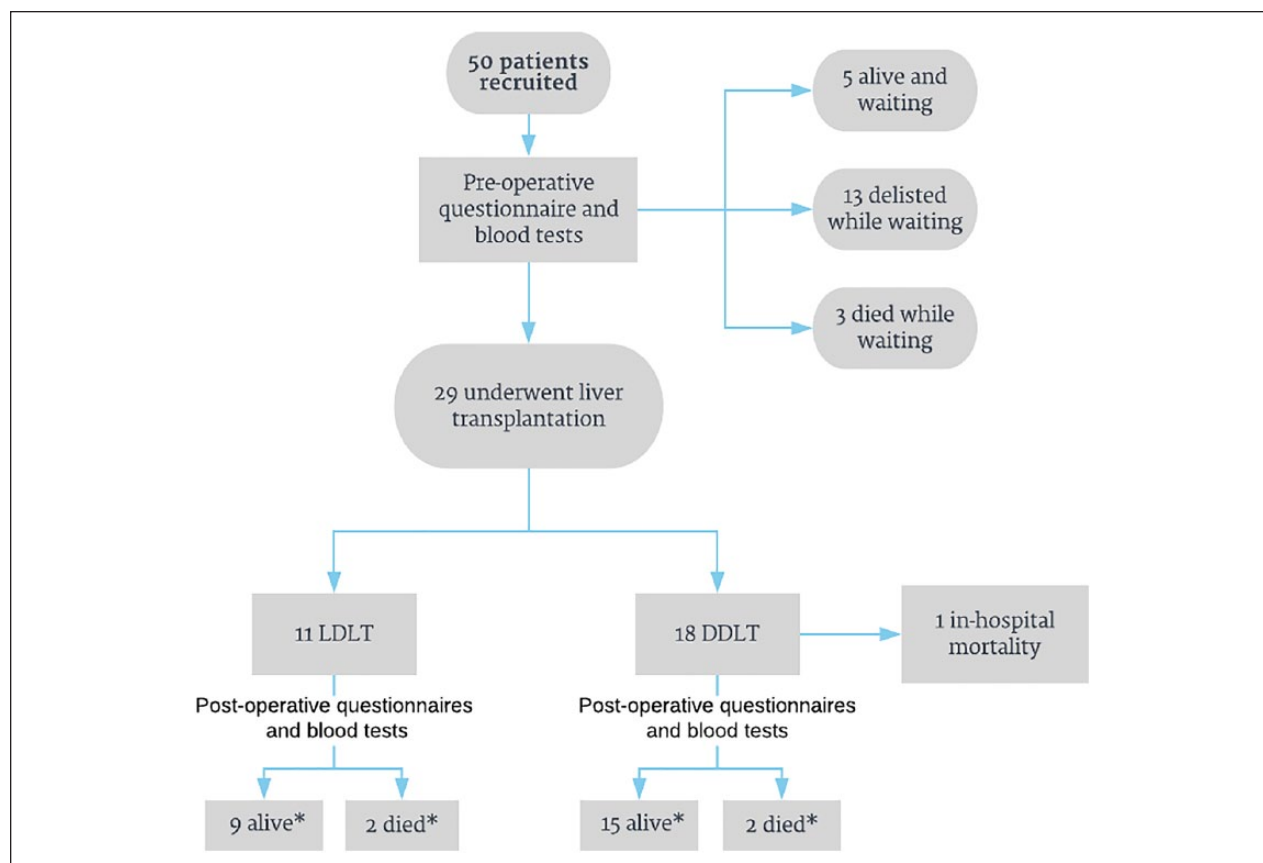 50 patients
recruited
5 alive and
waiting
Pre-operative
questionnaire and
blood tests
13 delisted
while waiting
3 died while
waiting
29 underwent liver
transplantation
11 LDLT
18 DDLT
1 in-hospital
mortality
Post-operative questionnaires
and blood tests
Post-operative questionnaires
and blood tests
9 alive*
2 died*
15 alive*
2 died*